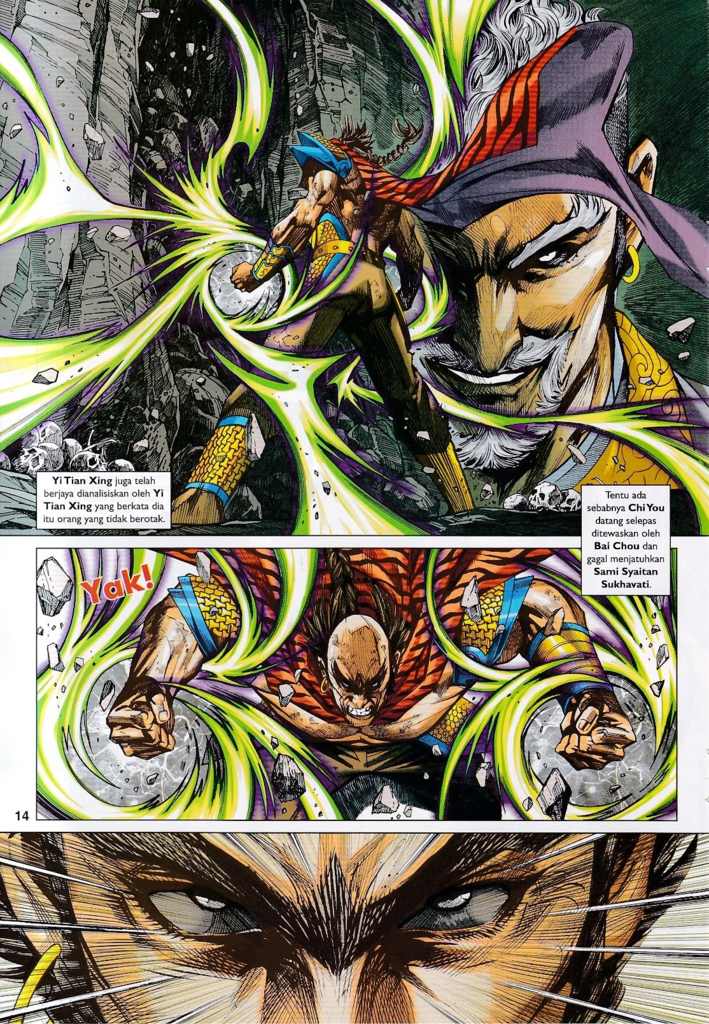 Yi Tian Xing juga telah
berjaya dianalisiskan oleh Yi
Tian Xing yang berkata dia
itu orang yang tidak berotak.
Tentu ada
sebabnya Chi You
datang selepas
ditewaskan oleh
Bai Chou dan
gagal menjatuhkan
Sami Syaitan
Sukhavati.
Yak!
14